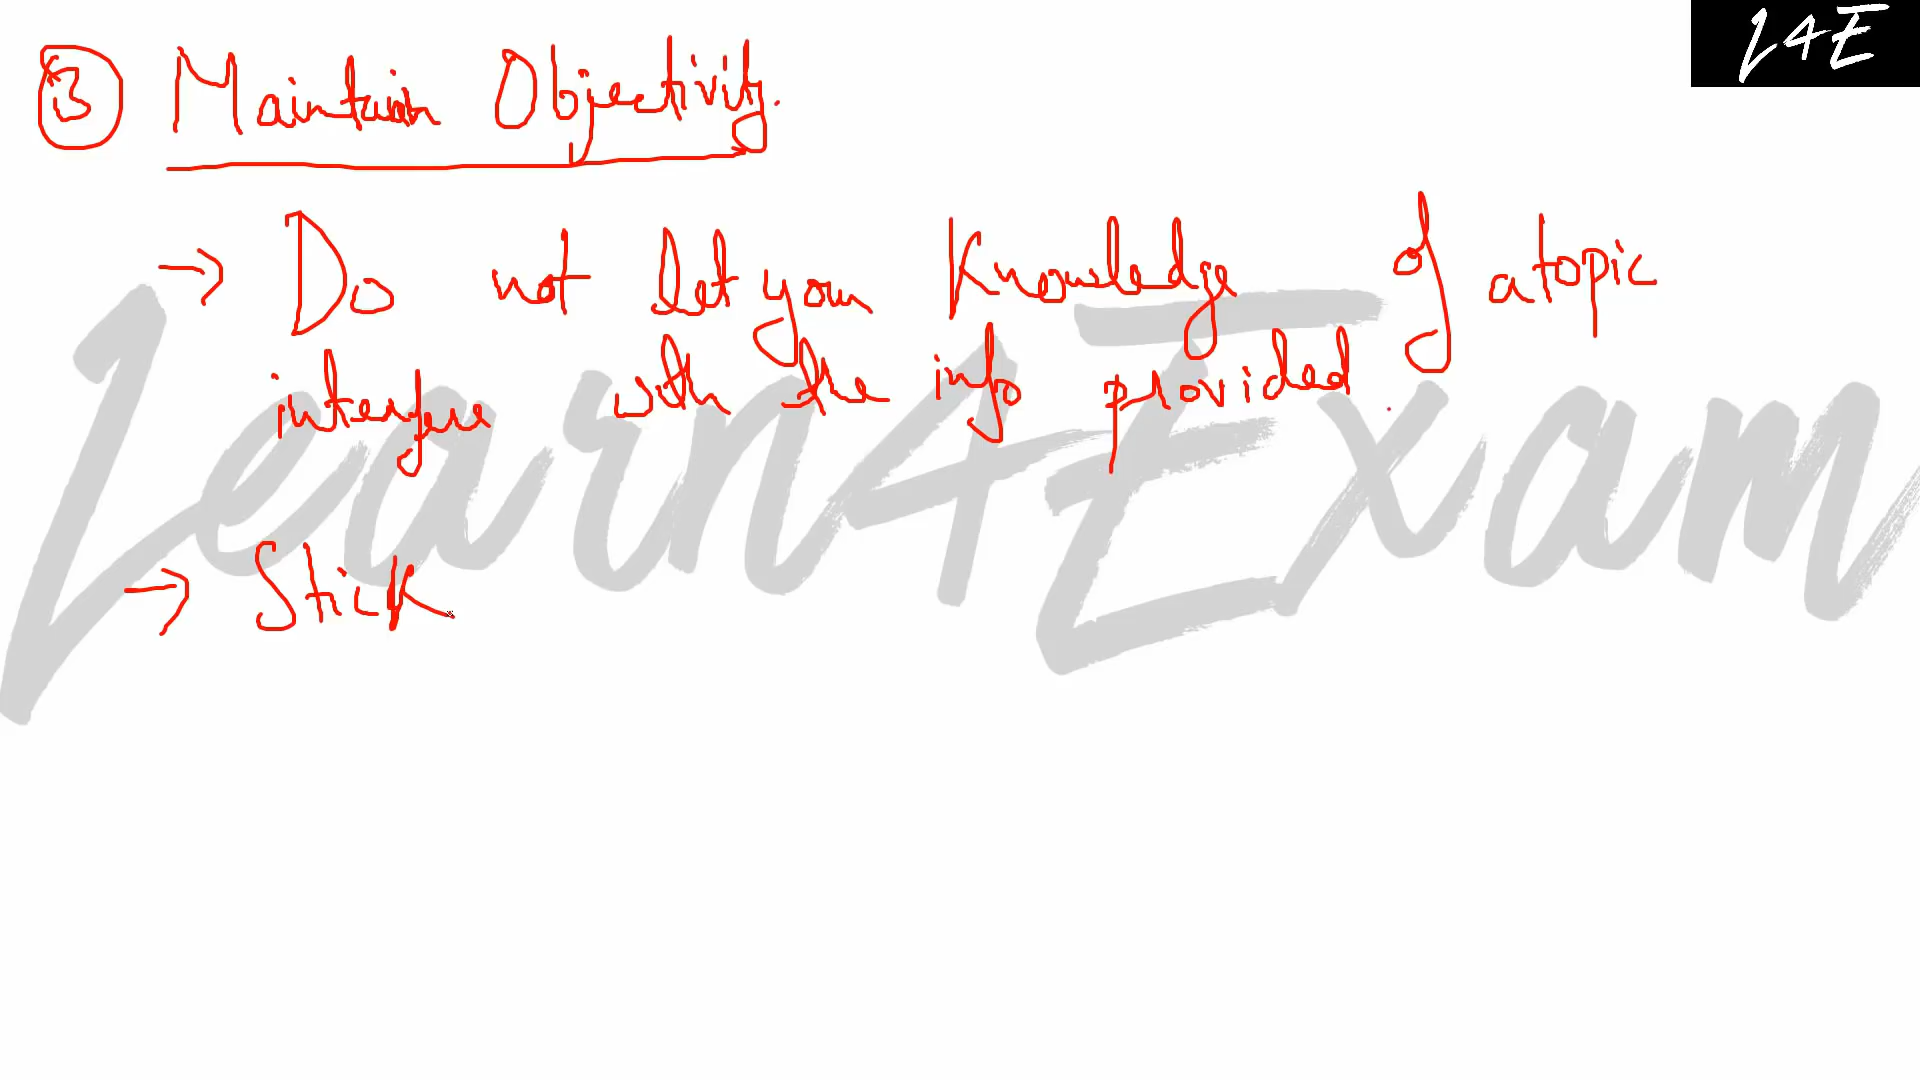 L4E
③ Maintain Objectivity.
→ Do not let your Knowledge of a topic
interfere with the info provided.
→ Stick
Learn4Exam